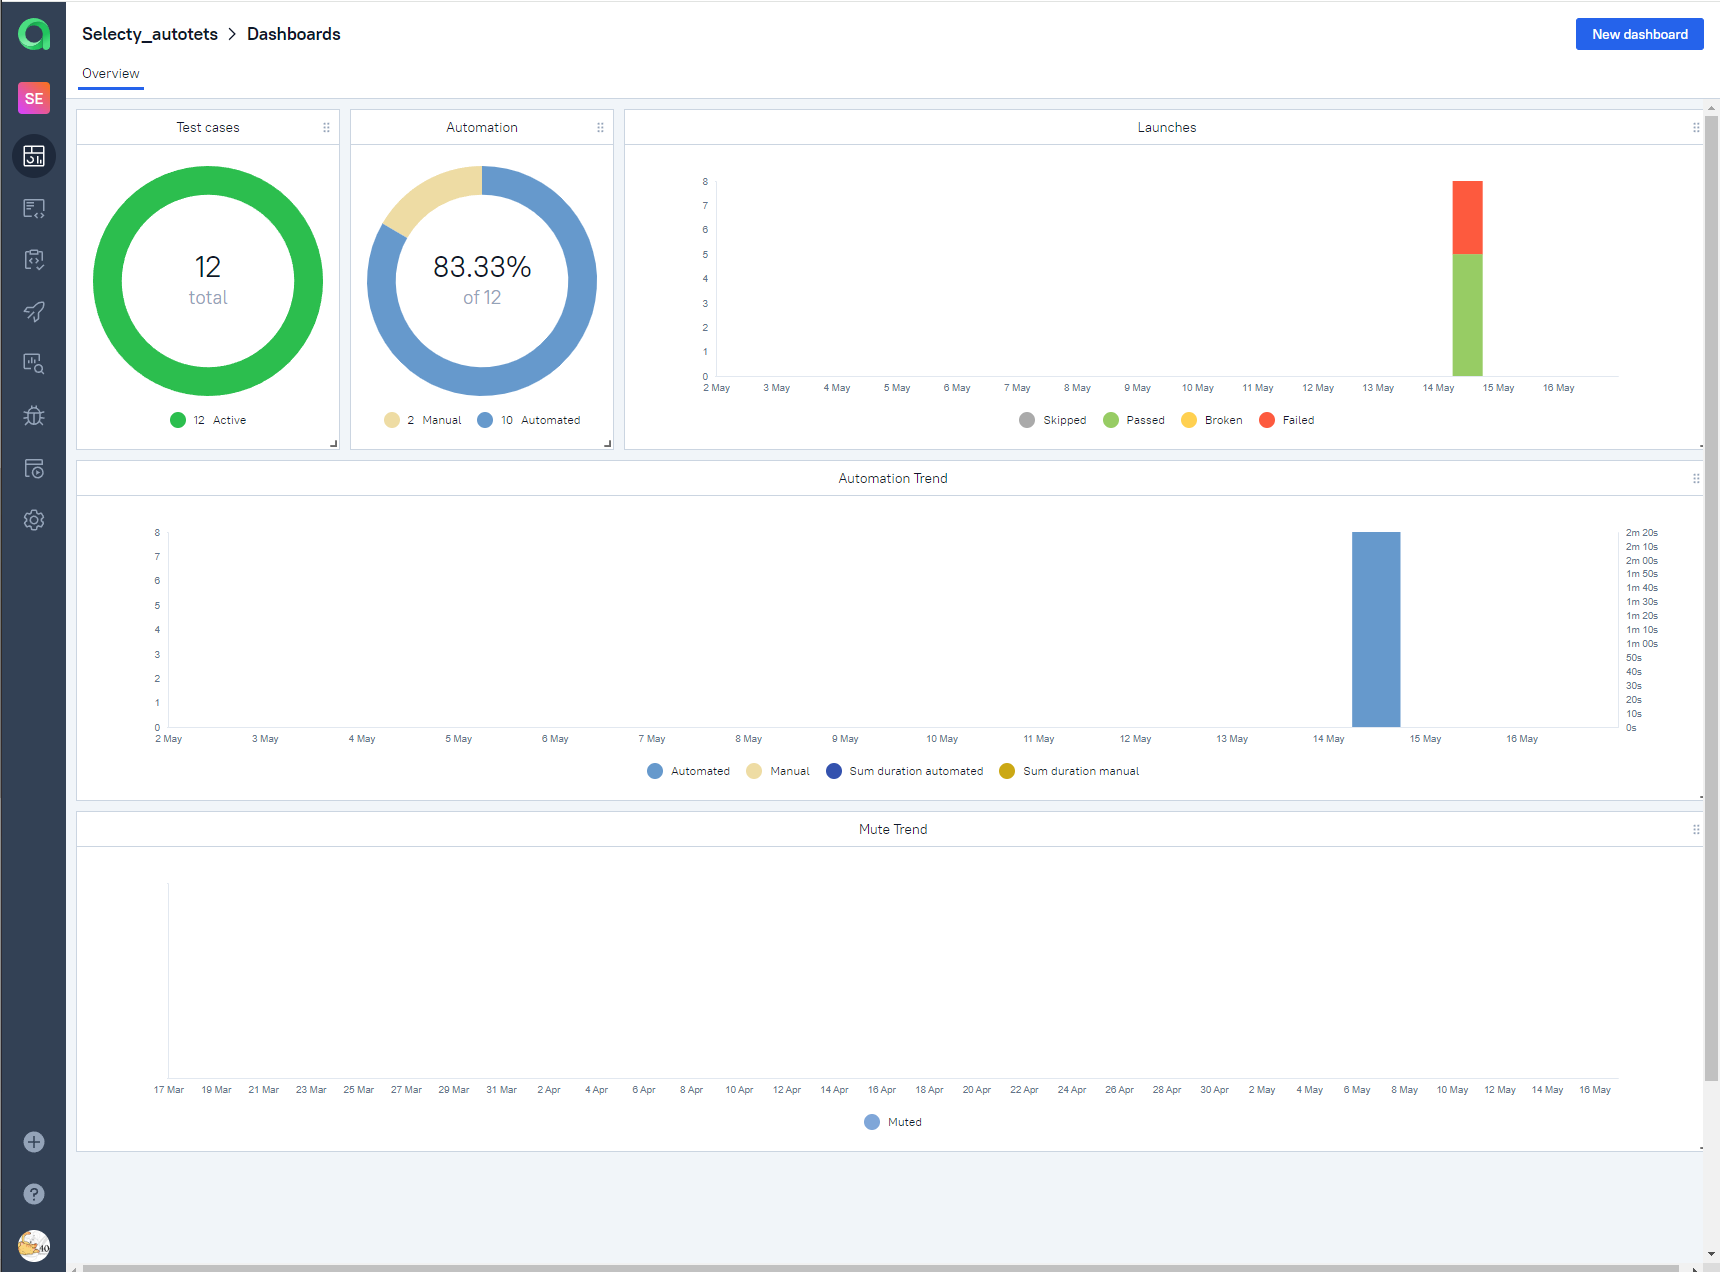 Selecty_autotets > Dashboards
New dashboard
Overview
SE
Test cases
12
total
12 Active
Automation
83.33%
of 12
2 Manual 10 Automated
Launches
8
7
6
5
4
3
2
1
0
2 May 3 May 4 May 5 May 6 May 7 May 8 May 9 May 10 May 11 May 12 May 13 May 14 May 15 May 16 May
Skipped Passed Broken Failed
Automation Trend
8
7
6
5
4
3
2
1
0
2m 20s
2m 10s
2m 00s
1m 50s
1m 40s
1m 30s
1m 20s
1m 10s
1m 00s
50s
40s
30s
20s
10s
0s
2 May 3 May 4 May 5 May 6 May 7 May 8 May 9 May 10 May 11 May 12 May 13 May 14 May 15 May 16 May
Automated Manual Sum duration automated Sum duration manual
Mute Trend
17 Mar 19 Mar 21 Mar 23 Mar 25 Mar 27 Mar 29 Mar 31 Mar 2 Apr 4 Apr 6 Apr 8 Apr 10 Apr 12 Apr 14 Apr 16 Apr 18 Apr 20 Apr 22 Apr 24 Apr 26 Apr 28 Apr 30 Apr 2 May 4 May 6 May 8 May 10 May 12 May 14 May 16 May
Muted
?
40